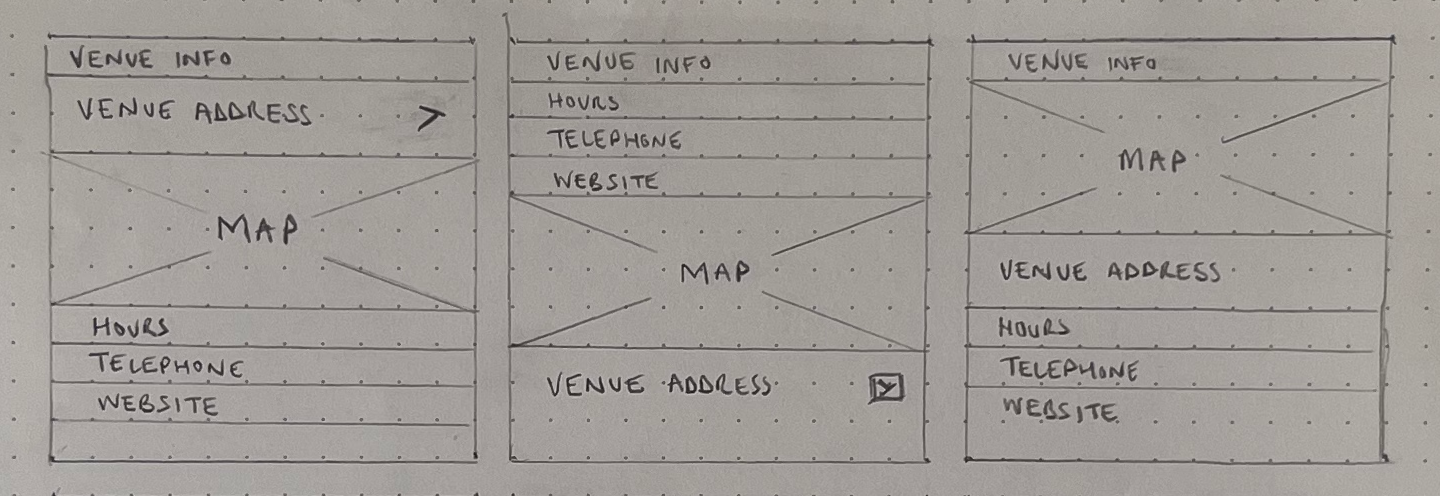 VENUE INFO
VENUE ADDRESS >
MAP
HOURS
TELEPHONE
WEBSITE
VENUE INFO
HOURS
TELEPHONE
WEBSITE
MAP
VENUE ADDRESS
VENUE INFO
MAP
VENUE ADDRESS
HOURS
TELEPHONE
WEBSITE